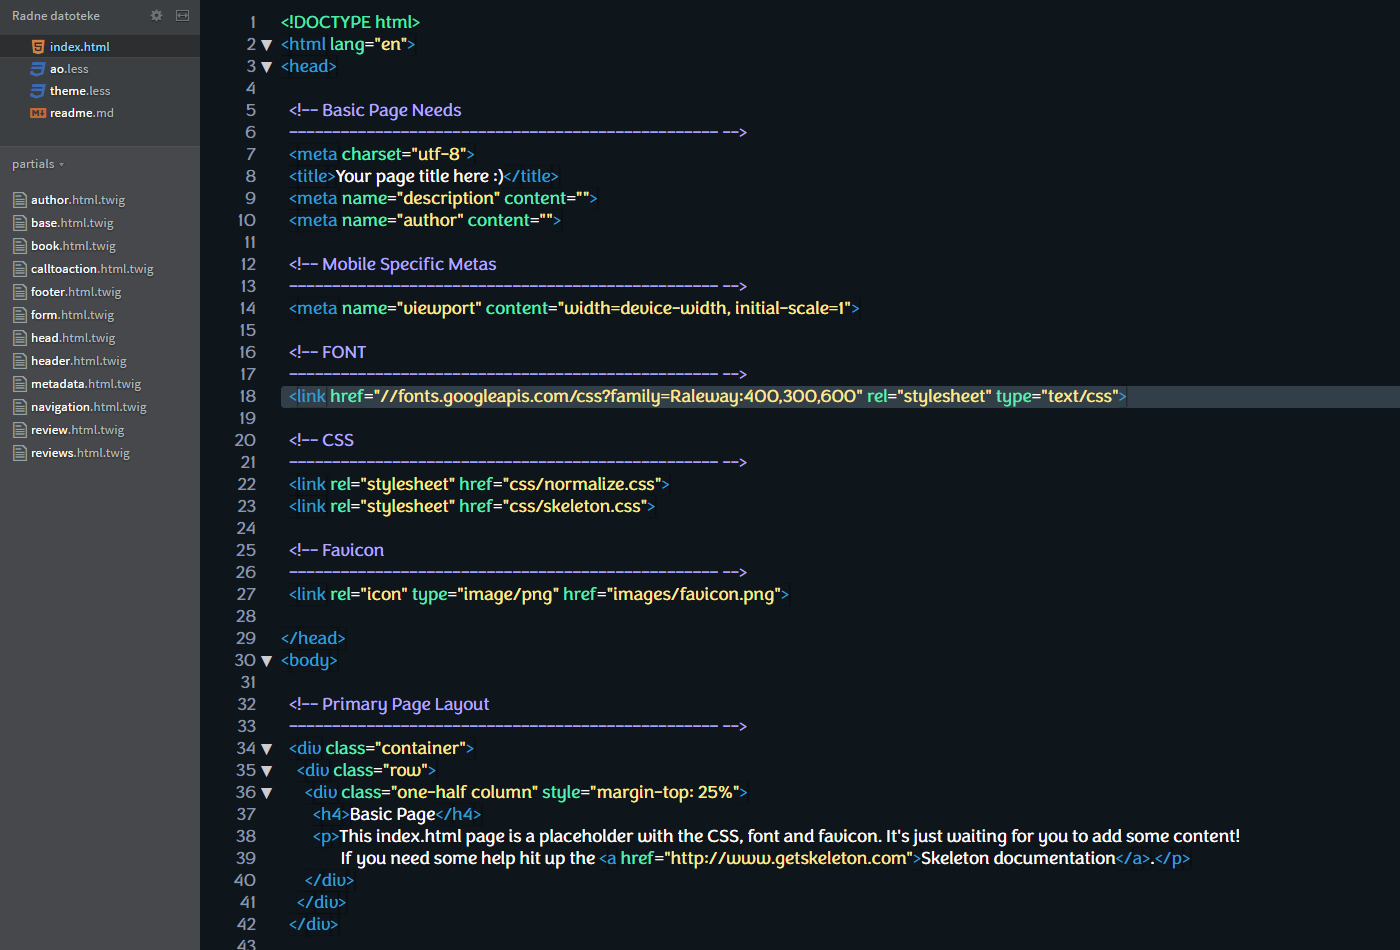 Radne datoteke
index.html
ao.less
theme.less
readme.md
partials
author.html.twig
base.html.twig
book.html.twig
calltoaction.html.twig
footer.html.twig
form.html.twig
head.html.twig
header.html.twig
metadata.html.twig
navigation.html.twig
review.html.twig
reviews.html.twig
1 <!DOCTYPE html>
2 <html lang="en">
3 <head>
4
5 <!-- Basic Page Needs
6 –––––––––––––––––––––––––––––––––––––––––––––––––– -->
7 <meta charset="utf-8">
8 <title>Your page title here :)</title>
9 <meta name="description" content="">
10 <meta name="author" content="">
11
12 <!-- Mobile Specific Metas
13 –––––––––––––––––––––––––––––––––––––––––––––––––– -->
14 <meta name="viewport" content="width=device-width, initial-scale=1">
15
16 <!-- FONT
17 –––––––––––––––––––––––––––––––––––––––––––––––––– -->
18 <link href="//fonts.googleapis.com/css?family=Raleway:400,300,600" rel="stylesheet" type="text/css">
19
20 <!-- CSS
21 –––––––––––––––––––––––––––––––––––––––––––––––––– -->
22 <link rel="stylesheet" href="css/normalize.css">
23 <link rel="stylesheet" href="css/skeleton.css">
24
25 <!-- Favicon
26 –––––––––––––––––––––––––––––––––––––––––––––––––– -->
27 <link rel="icon" type="image/png" href="images/favicon.png">
28
29 </head>
30 <body>
31
32 <!-- Primary Page Layout
33 –––––––––––––––––––––––––––––––––––––––––––––––––– -->
34 <div class="container">
35 <div class="row">
36 <div class="one-half column" style="margin-top: 25%">
37 <h4>Basic Page</h4>
38 <p>This index.html page is a placeholder with the CSS, font and favicon. It's just waiting for you to add some content!
39 If you need some help hit up the <a href="http://www.getskeleton.com">Skeleton documentation</a>.</p>
40 </div>
41 </div>
42 </div>
43